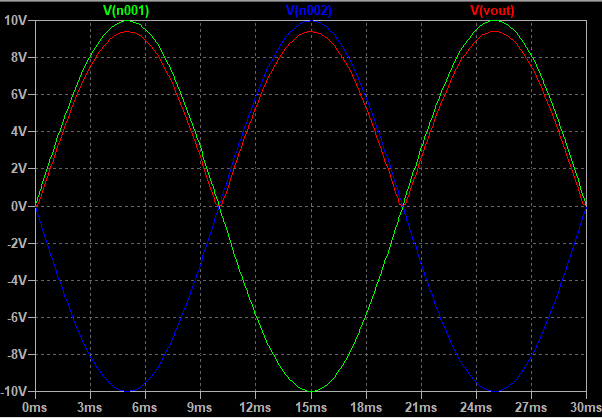 V(n001) V(n002) V(vout)
10V
8V
6V
4V
2V
0V
-2V
-4V
-6V
-8V
-10V
0ms 3ms 6ms 9ms 12ms 15ms 18ms 21ms 24ms 27ms 30ms